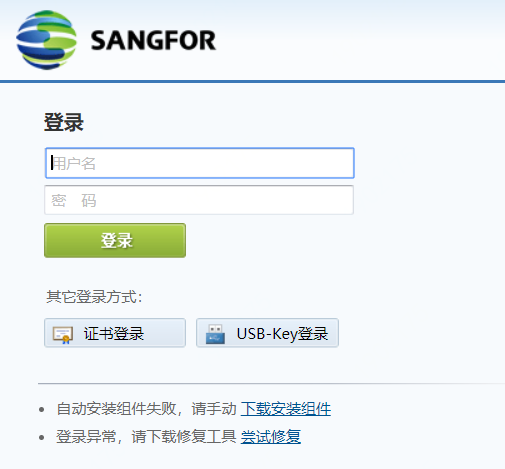 SANGFOR
登录
用户名
密 码
登录
其它登录方式：
证书登录 USB-Key登录
自动安装组件失败，请手动 下载安装组件
登录异常，请下载修复工具 尝试修复